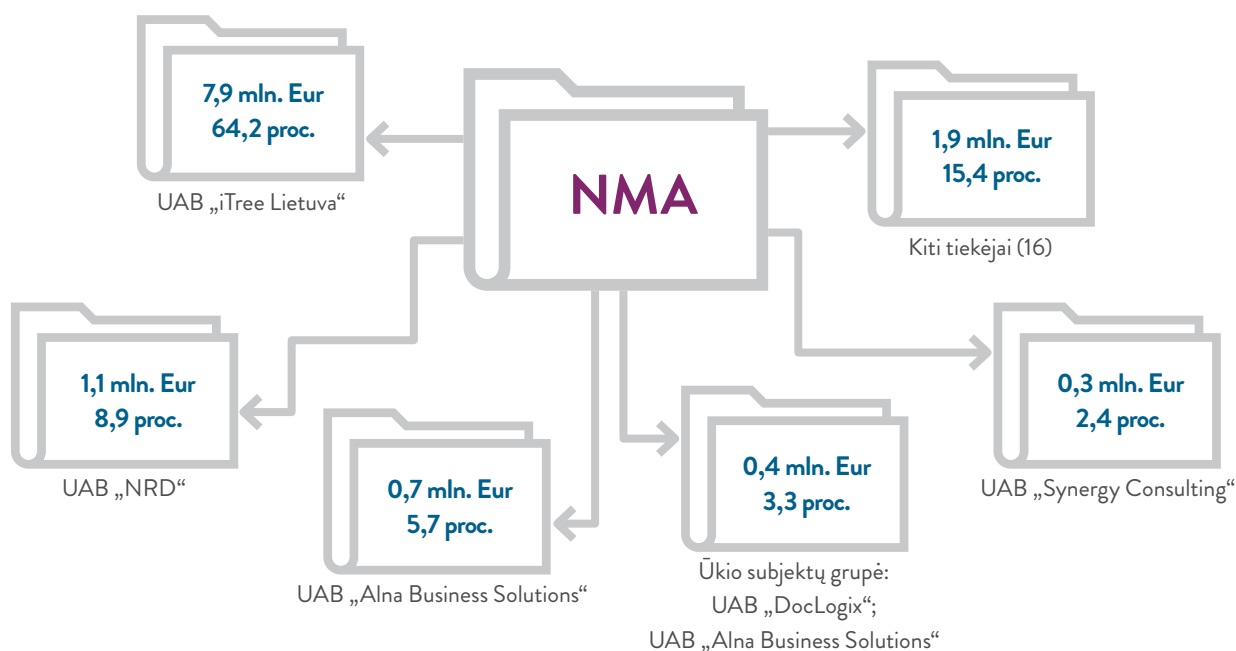 7,9 mln. Eur
64,2 proc.
UAB „iTree Lietuva“
NMA
1,9 mln. Eur
15,4 proc.
Kiti tiekėjai (16)
1,1 mln. Eur
8,9 proc.
UAB „NRD“
0,7 mln. Eur
5,7 proc.
UAB „Alna Business Solutions“
0,4 mln. Eur
3,3 proc.
Ūkio subjektų grupė:
UAB „DocLogix“;
UAB „Alna Business Solutions“
0,3 mln. Eur
2,4 proc.
UAB „Synergy Consulting“